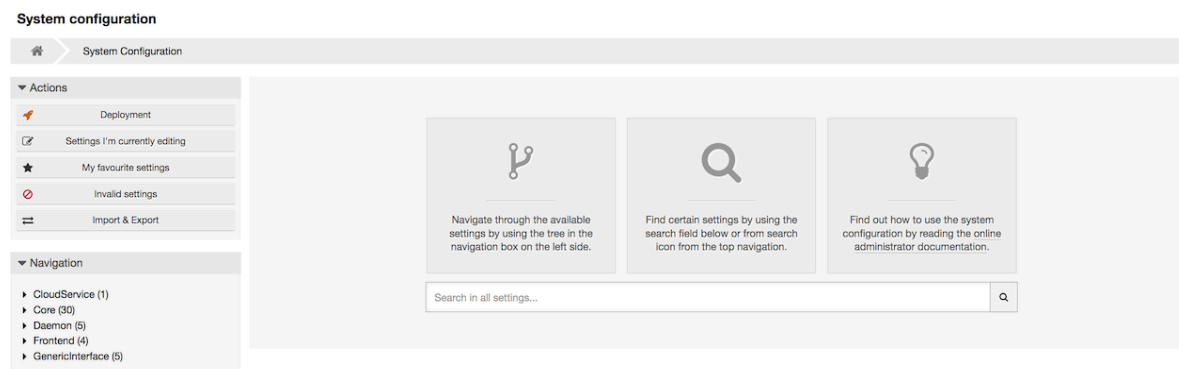 System configuration
System Configuration
Actions
Deployment
Settings I'm currently editing
My favourite settings
Invalid settings
Import & Export
Navigation
CloudService (1)
Core (30)
Daemon (5)
Frontend (4)
GenericInterface (5)
Navigate through the available
settings by using the tree in the
navigation box on the left side.
Find certain settings by using the
search field below or from search
icon from the top navigation.
Find out how to use the system
configuration by reading the online
administrator documentation.
Search in all settings...